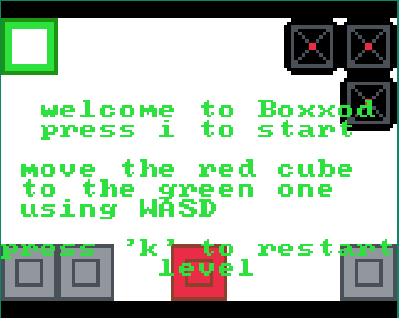 welcome to Boxxod
press i to start
move the red cube
to the green one
using WASD
press 'k' to restart
level